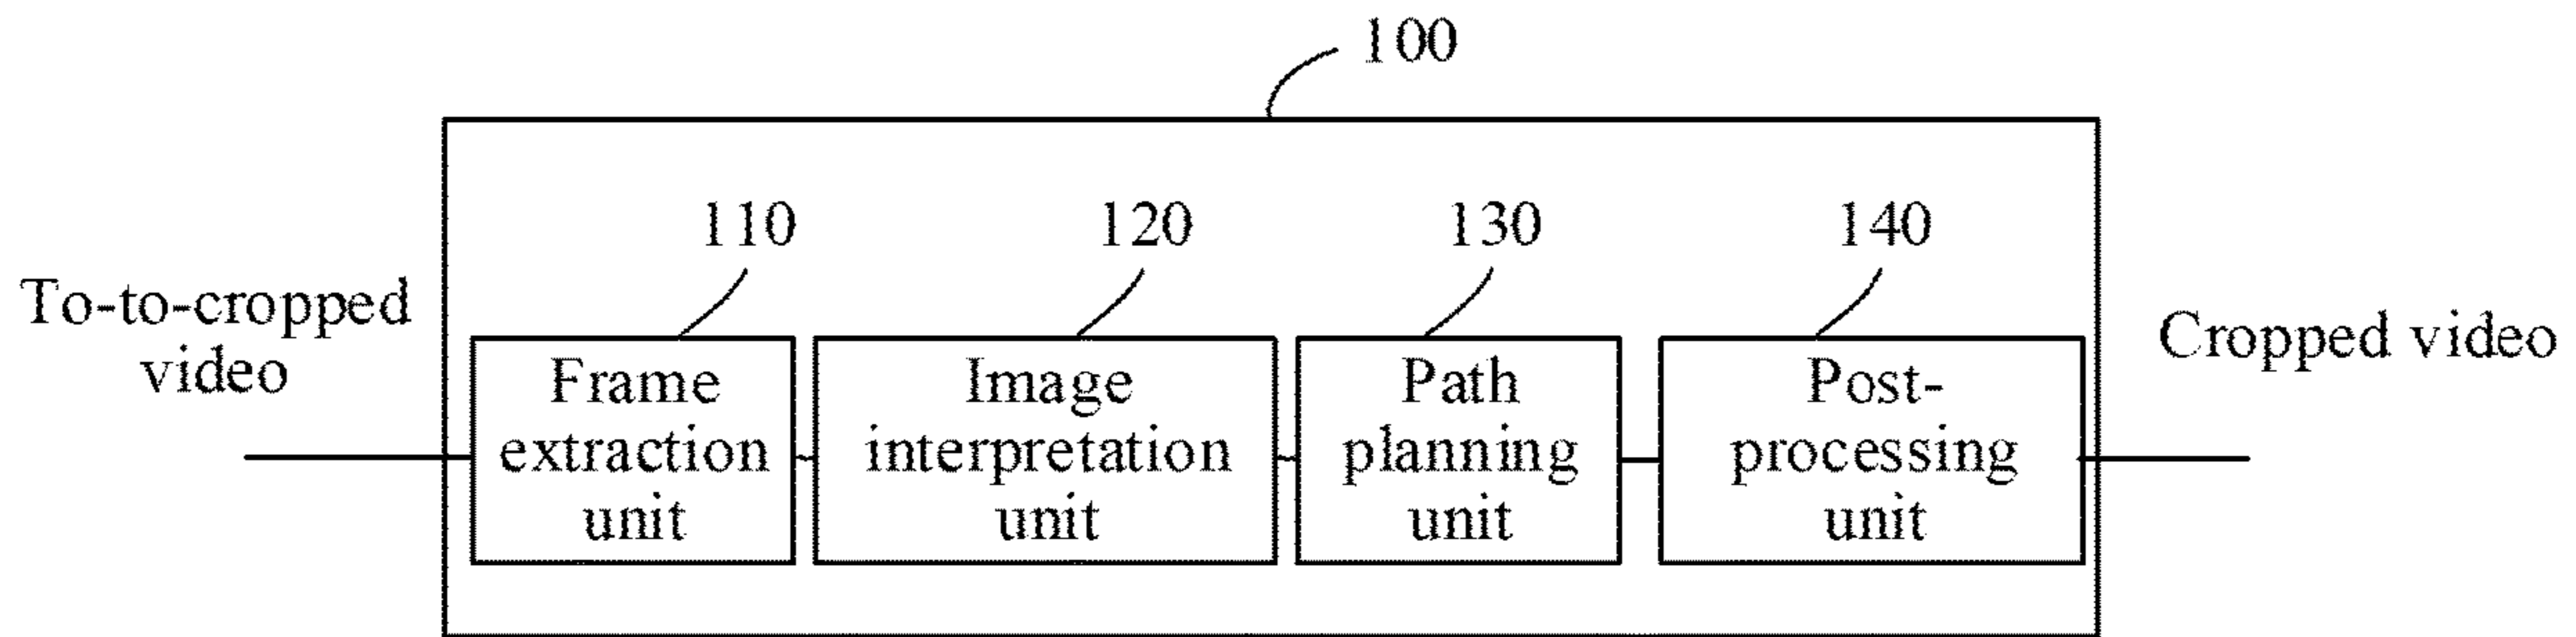 100
110
120
130
140
To-to-cropped
video
Frame
extraction
unit
Image
interpretation
unit
Path
planning
unit
Post-
processing
unit
Cropped video